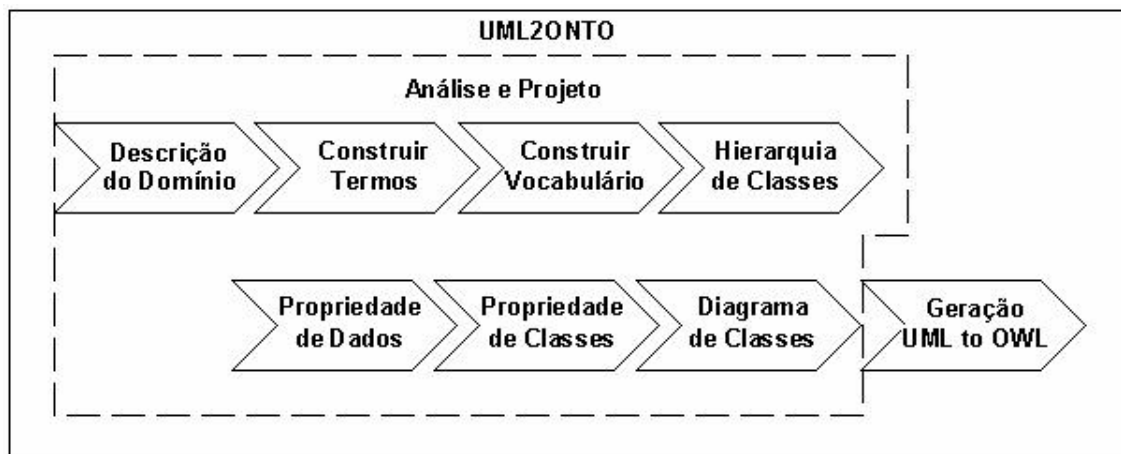 UML2ONTO
Análise e Projeto
Descrição
do Domínio
Construir
Termos
Construir
Vocabulário
Hierarquia
de Classes
Propriedade
de Dados
Propriedade
de Classes
Diagrama
de Classes
Geração
UML to OWL